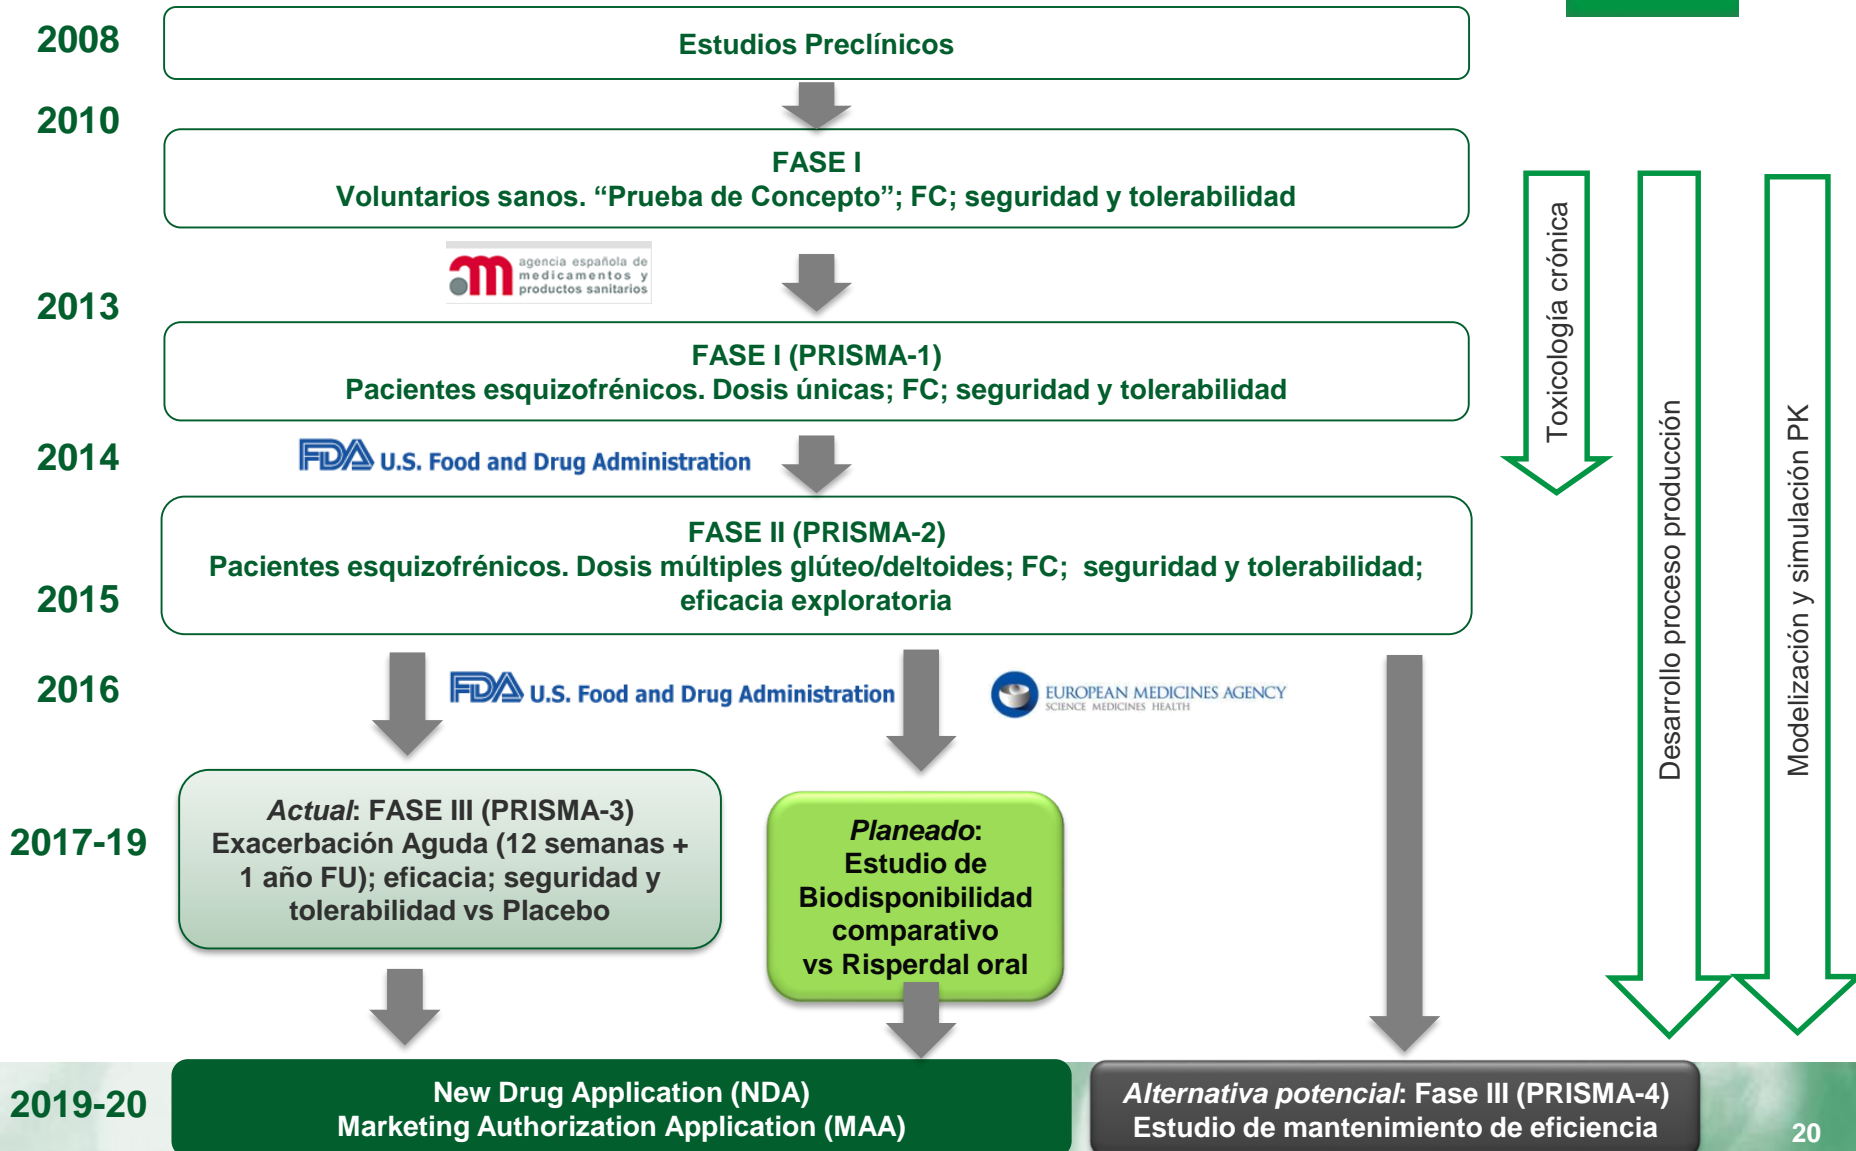 2008
Estudios Preclínicos
2010
FASE I
Voluntarios sanos. “Prueba de Concepto”; FC; seguridad y tolerabilidad
agencia española de
medicamentos y
productos sanitarios
2013
FASE I (PRISMA-1)
Pacientes esquizofrénicos. Dosis únicas; FC; seguridad y tolerabilidad
2014
FDA U.S. Food and Drug Administration
FASE II (PRISMA-2)
Pacientes esquizofrénicos. Dosis múltiples glúteo/deltoides; FC; seguridad y tolerabilidad;
eficacia exploratoria
2015
2016
FDA U.S. Food and Drug Administration
EUROPEAN MEDICINES AGENCY
SCIENCE MEDICINES HEALTH
2017-19
Actual: FASE III (PRISMA-3)
Exacerbación Aguda (12 semanas +
1 año FU); eficacia; seguridad y
tolerabilidad vs Placebo
Planeado:
Estudio de
Biodisponibilidad
comparativo
vs Risperdal oral
Toxicología crónica
Desarrollo proceso producción
Modelización y simulación PK
2019-20
New Drug Application (NDA)
Marketing Authorization Application (MAA)
Alternativa potencial: Fase III (PRISMA-4)
Estudio de mantenimiento de eficiencia
20